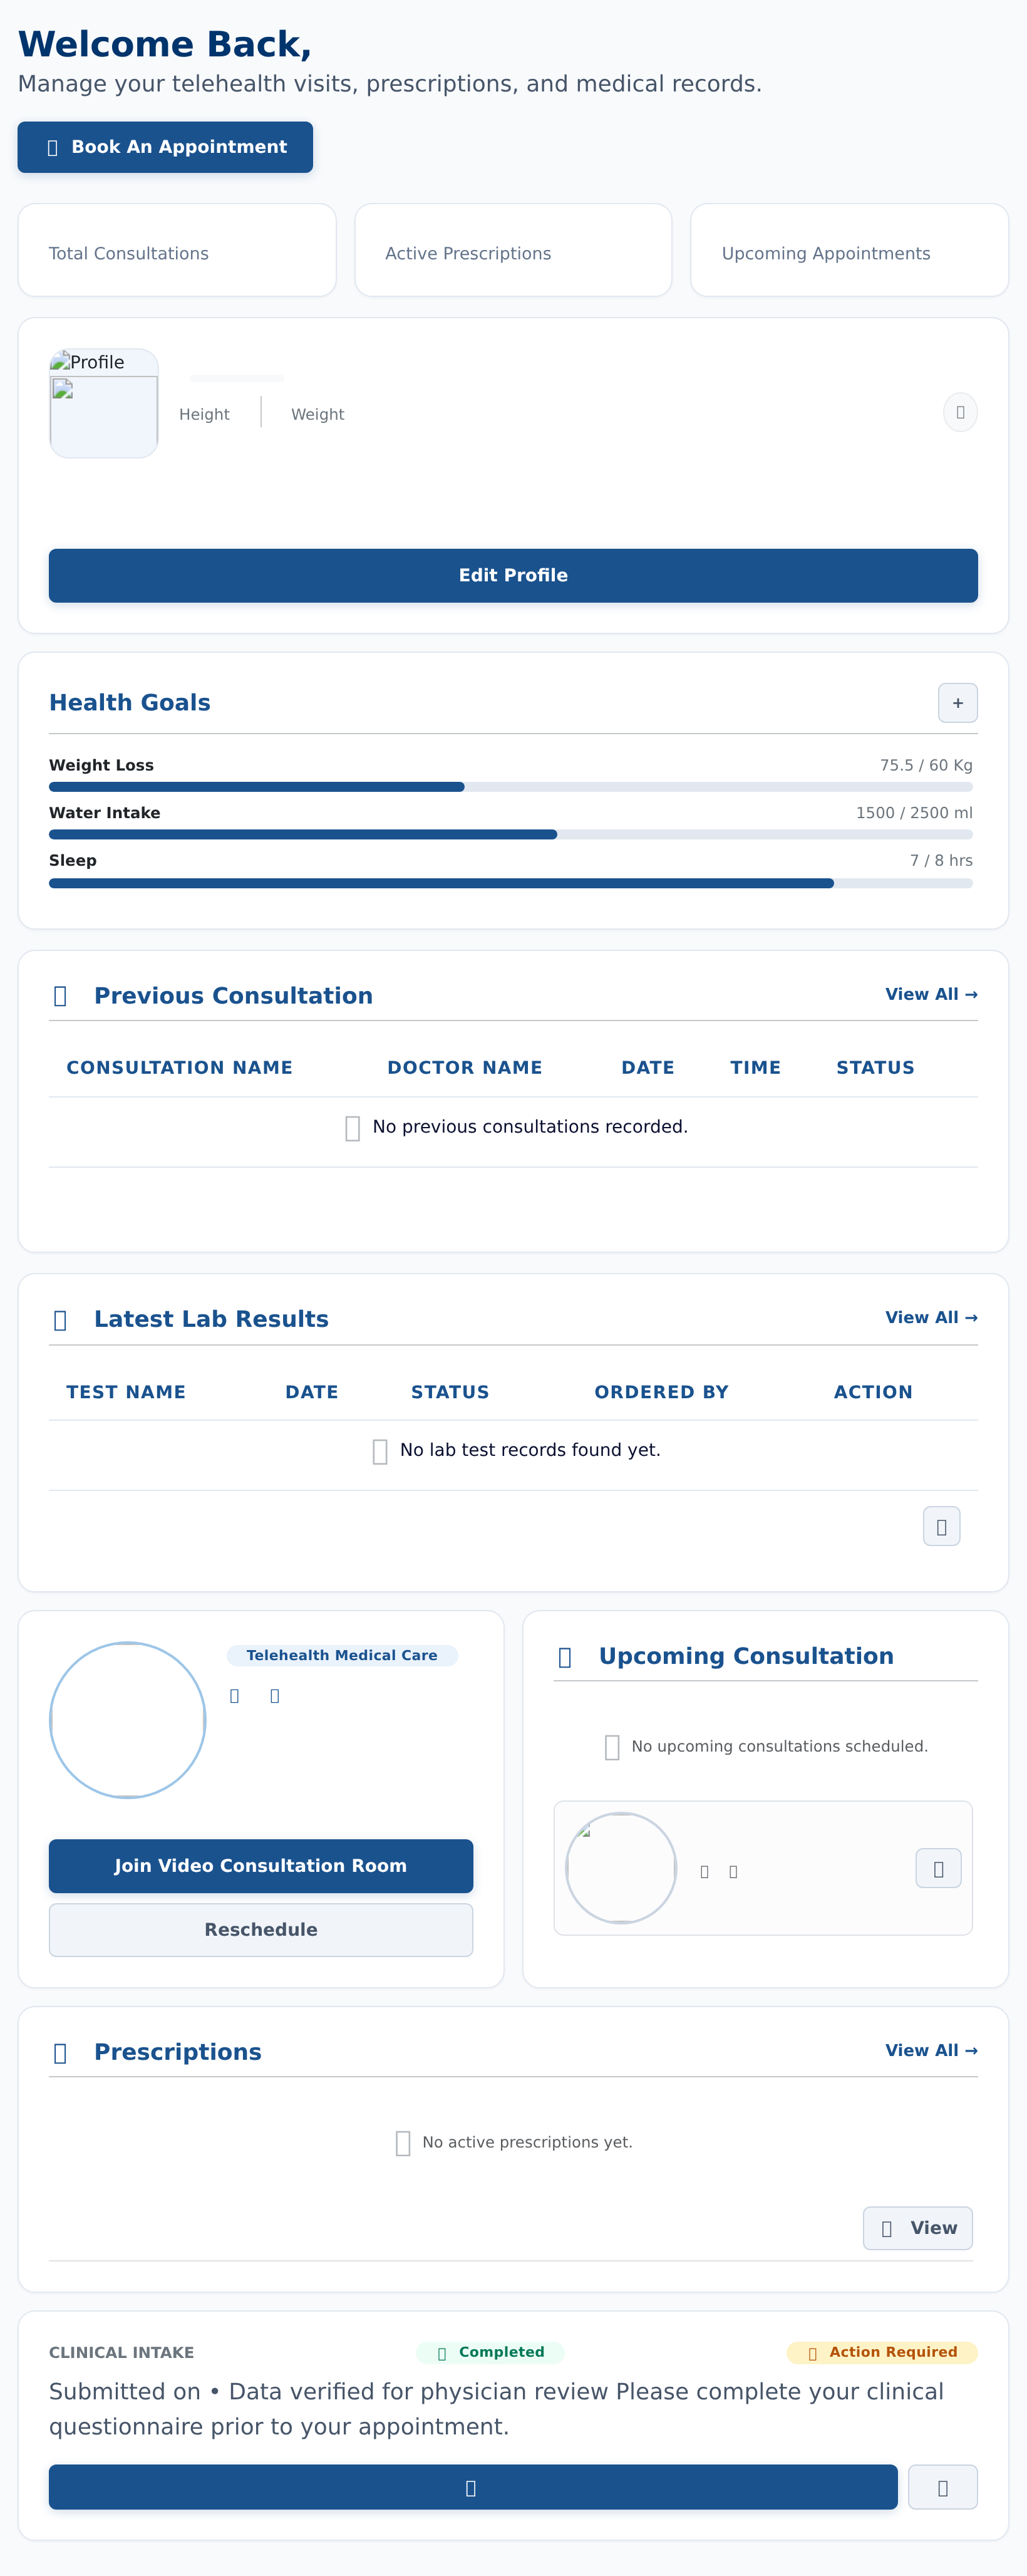 Welcome Back,
Manage your telehealth visits, prescriptions, and medical records.
Book An Appointment
Total Consultations
Active Prescriptions
Upcoming Appointments
Profile
Height
Weight
Edit Profile
Health Goals
+
Weight Loss
75.5 / 60 Kg
Water Intake
1500 / 2500 ml
Sleep
7 / 8 hrs
Previous Consultation
View All →
CONSULTATION NAME DOCTOR NAME DATE TIME STATUS
No previous consultations recorded.
Latest Lab Results
View All →
TEST NAME DATE STATUS ORDERED BY ACTION
No lab test records found yet.
Telehealth Medical Care
Join Video Consultation Room
Reschedule
Upcoming Consultation
No upcoming consultations scheduled.
Prescriptions
View All →
No active prescriptions yet.
View
CLINICAL INTAKE
Completed
Action Required
Submitted on • Data verified for physician review Please complete your clinical
questionnaire prior to your appointment.